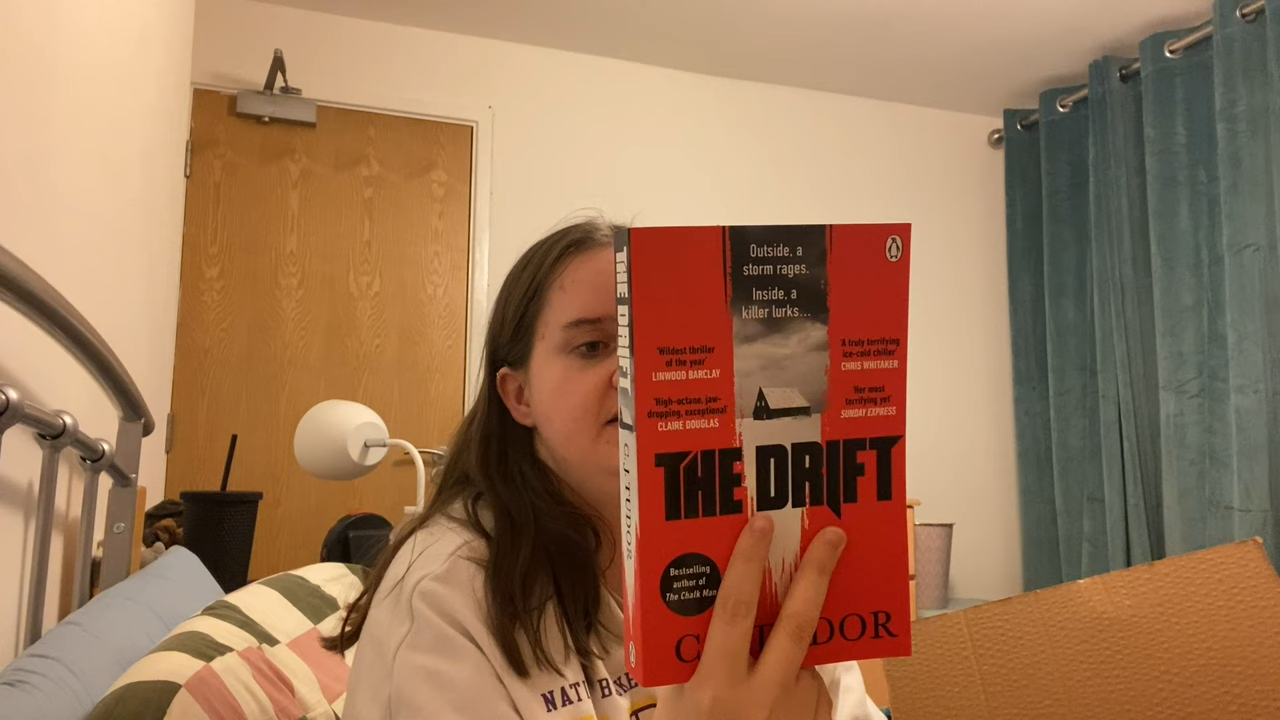 THE DRIFT
C. J. TUDOR
Outside, a
storm rages.
Inside, a
killer lurks...
'Wildest thriller
of the year'
LINWOOD BARCLAY
'High-octane, jaw-
dropping, exceptional'
CLAIRE DOUGLAS
'A truly terrifying
ice-cold chiller'
CHRIS WHITAKER
'Her most
terrifying yet'
SUNDAY EXPRESS
THE DRIFT
Bestselling
author of
The Chalk Man
C. TUDOR